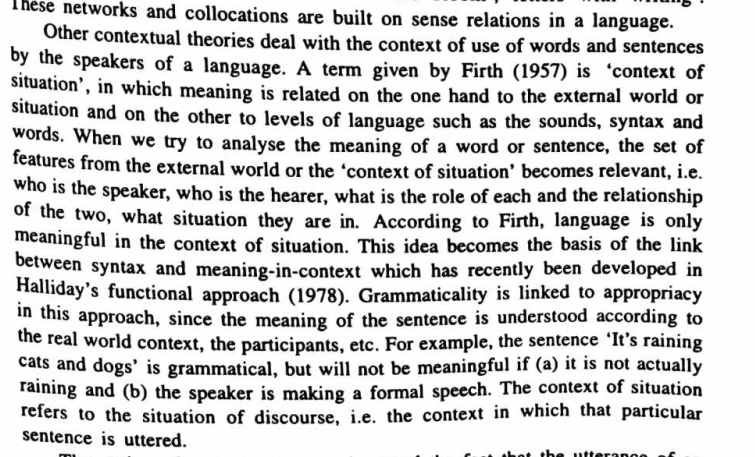 These networks and collocations are built on sense relations in a language.
Other contextual theories deal with the context of use of words and sentences
by the speakers of a language. A term given by Firth (1957) is ‘context of
situation’, in which meaning is related on the one hand to the external world or
situation and on the other to levels of language such as the sounds, syntax and
words. When we try to analyse the meaning of a word or sentence, the set of
features from the external world or the ‘context of situation’ becomes relevant, i.e.
who is the speaker, who is the hearer, what is the role of each and the relationship
of the two, what situation they are in. According to Firth, language is only
meaningful in the context of situation. This idea becomes the basis of the link
between syntax and meaning-in-context which has recently been developed in
Halliday’s functional approach (1978). Grammaticality is linked to appropriacy
in this approach, since the meaning of the sentence is understood according to
the real world context, the participants, etc. For example, the sentence ‘It’s raining
cats and dogs’ is grammatical, but will not be meaningful if (a) it is not actually
raining and (b) the speaker is making a formal speech. The context of situation
refers to the situation of discourse, i.e. the context in which that particular
sentence is uttered.
fact that the utterance of